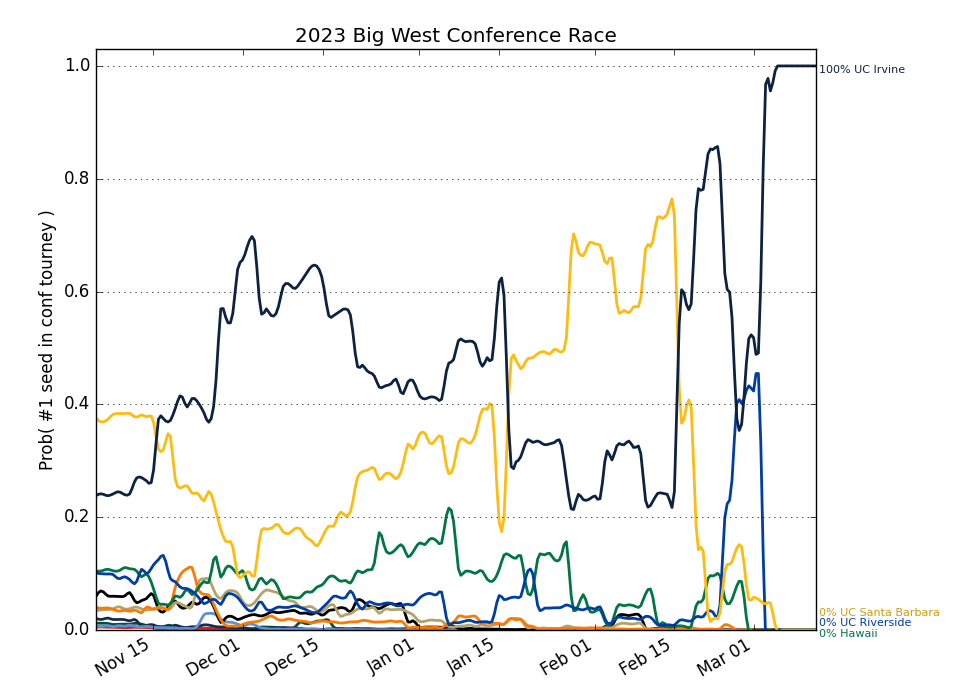 2023 Big West Conference Race
Prob( #1 seed in conf tourney )
1.0
0.8
0.6
0.4
0.2
0.0
100% UC Irvine
0% UC Santa Barbara
0% UC Riverside
0% Hawaii
Nov 15
Dec 01
Dec 15
Jan 01
Jan 15
Feb 01
Feb 15
Mar 01